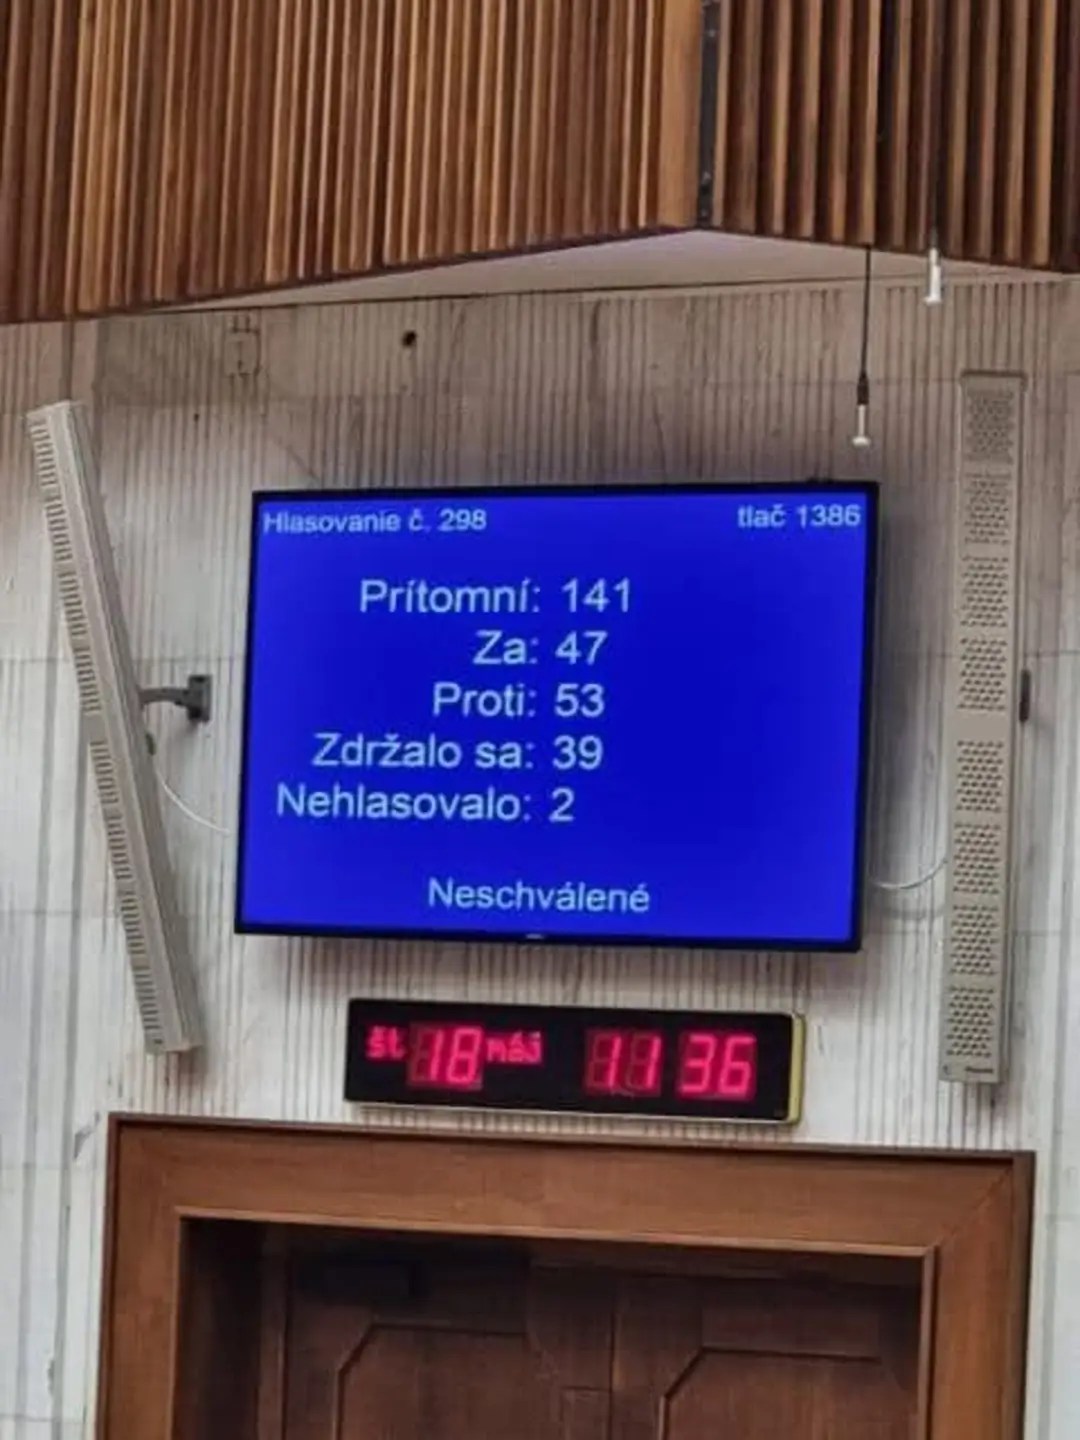 Hlasovanie č. 298 tlač 1386
Prítomní: 141
Za: 47
Proti: 53
Zdržalo sa: 39
Nehlasovalo: 2
Neschválené
št 18 máj 11 36